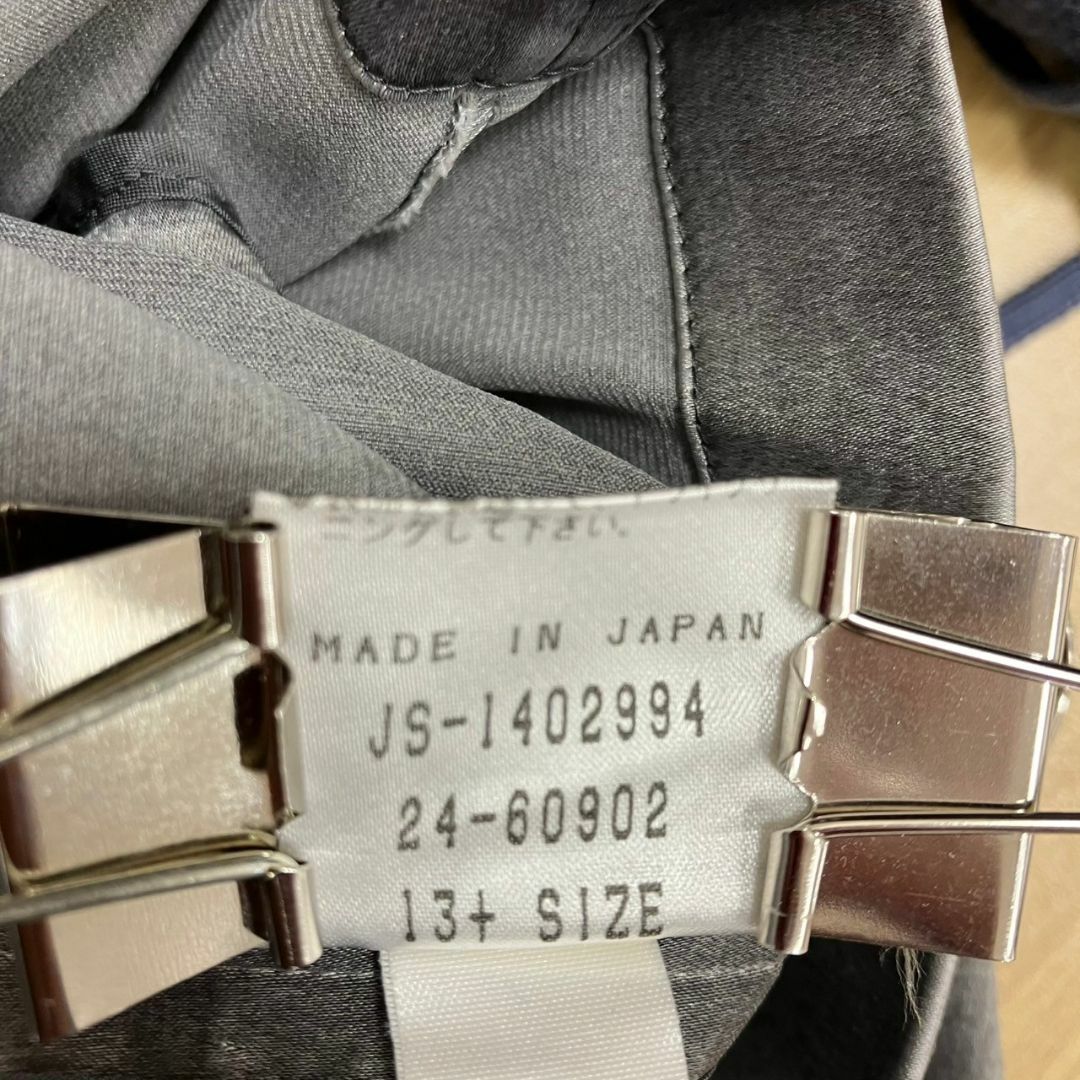 ニングして下さい.
MADE IN JAPAN
JS-1402994
24-60902
13+ SIZE